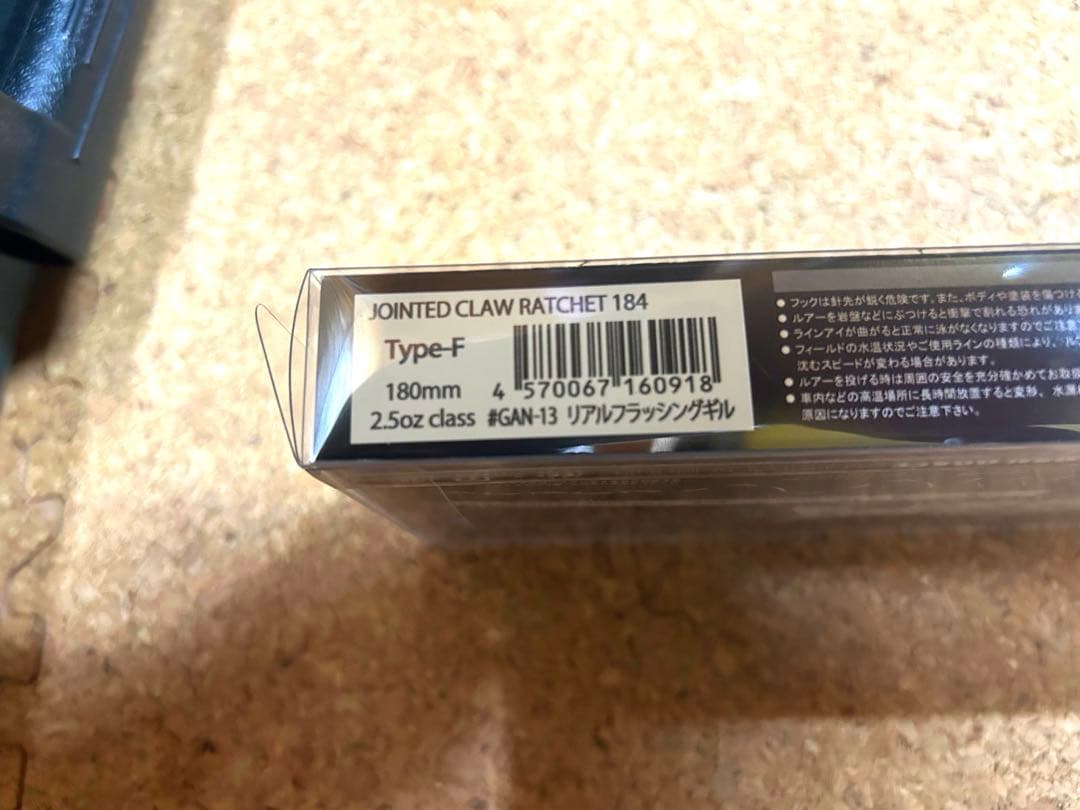 JOINTED CLAW RATCHET 184
Type-F
180mm
4 570067 160918
2.5oz class #GAN-13 リアルフラッシングギル
●フックは針先が鋭く危険です。また、ボディや塗装を傷つける
●ルアーを岩盤などにぶつけると衝撃で割れる恐れがありま
●ラインアイが曲がると正常に泳がなくなりますのでご注意
●フィールドの水温状況やご使用ラインの種類により、
沈むスピードが変わる場合があります。
●ルアーを投げる時は周囲の安全を充分確かめてお取扱
●車内などの高温場所に長時間放置すると変形、水漏
原因になりますのでご注意下さい。